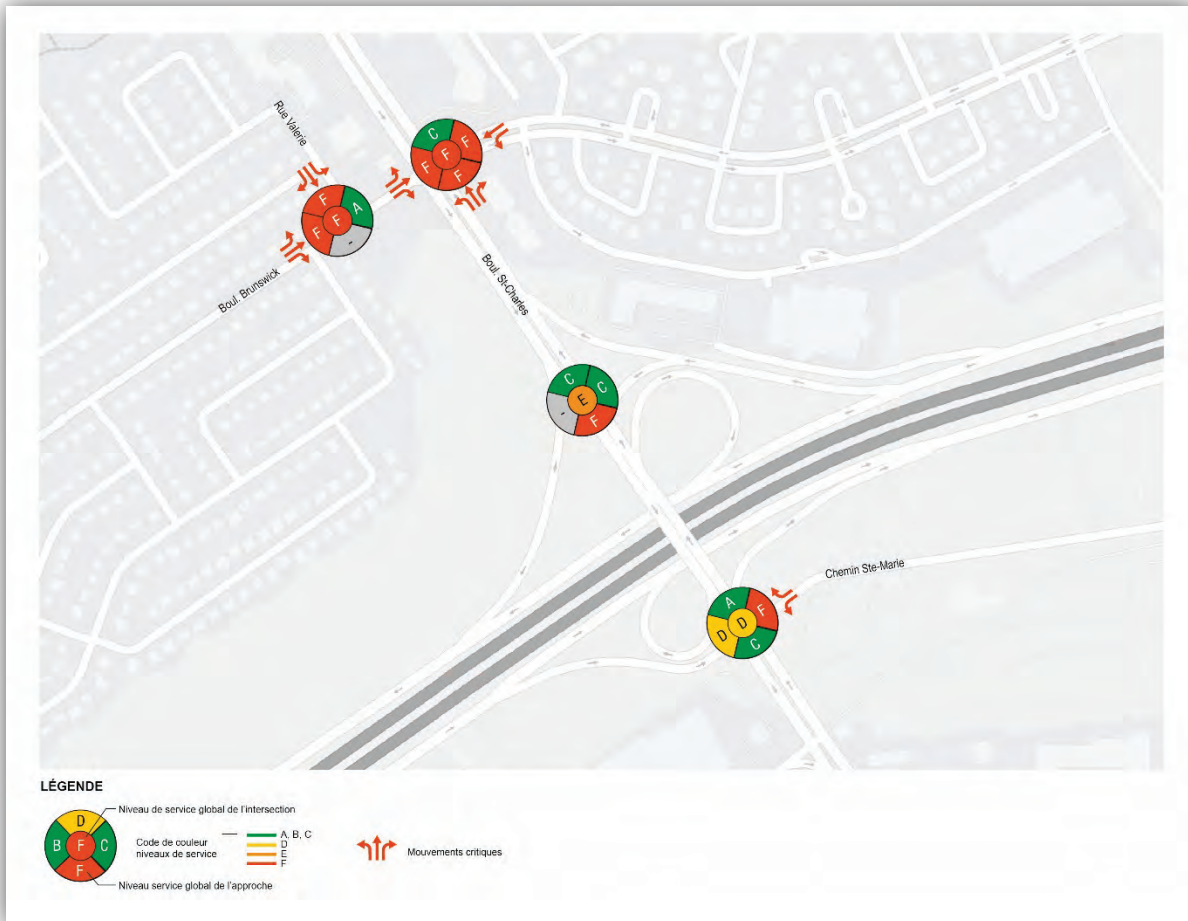 Rue Valerie
C
F
F
F
F
F
A
F
F
-
Boul. Brunswick
Boul. St-Charles
C
C
E
-
F
Chemin Ste-Marie
A
F
D
D
C
LÉGENDE
D
B
F
C
F
Niveau de service global de l'intersection
Code de couleur
niveaux de service
A, B, C
D
E
F
Mouvements critiques
Niveau service global de l'approche